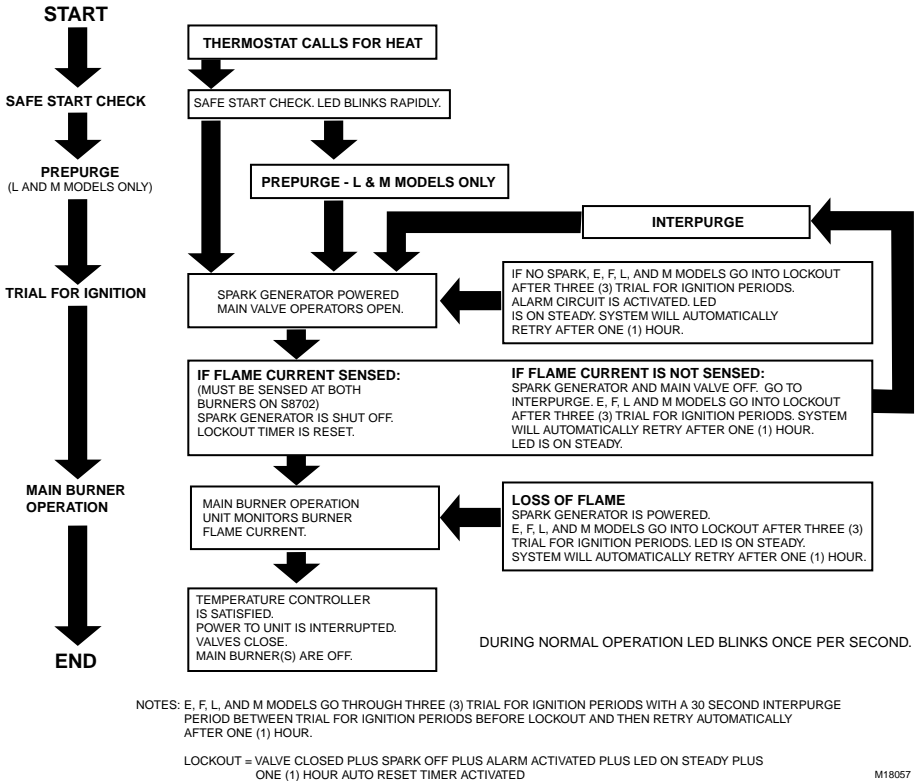 START
SAFE START CHECK
PREPURGE
(L AND M MODELS ONLY)
TRIAL FOR IGNITION
MAIN BURNER
OPERATION
END
THERMOSTAT CALLS FOR HEAT
SAFE START CHECK. LED BLINKS RAPIDLY.
PREPURGE - L & M MODELS ONLY
INTERPURGE
SPARK GENERATOR POWERED
MAIN VALVE OPERATORS OPEN.
IF NO SPARK, E, F, L, AND M MODELS GO INTO LOCKOUT
AFTER THREE (3) TRIAL FOR IGNITION PERIODS.
ALARM CIRCUIT IS ACTIVATED. LED
IS ON STEADY. SYSTEM WILL AUTOMATICALLY
RETRY AFTER ONE (1) HOUR.
IF FLAME CURRENT SENSED:
(MUST BE SENSED AT BOTH
BURNERS ON S8702)
SPARK GENERATOR IS SHUT OFF.
LOCKOUT TIMER IS RESET.
IF FLAME CURRENT IS NOT SENSED:
SPARK GENERATOR AND MAIN VALVE OFF. GO TO
INTERPURGE. E, F, L AND M MODELS GO INTO LOCKOUT
AFTER THREE (3) TRIAL FOR IGNITION PERIODS. SYSTEM
WILL AUTOMATICALLY RETRY AFTER ONE (1) HOUR.
LED IS ON STEADY.
MAIN BURNER OPERATION
UNIT MONITORS BURNER
FLAME CURRENT.
LOSS OF FLAME
SPARK GENERATOR IS POWERED.
E, F, L, AND M MODELS GO INTO LOCKOUT AFTER THREE (3)
TRIAL FOR IGNITION PERIODS. LED IS ON STEADY.
SYSTEM WILL AUTOMATICALLY RETRY AFTER ONE (1) HOUR.
TEMPERATURE CONTROLLER
IS SATISFIED.
POWER TO UNIT IS INTERRUPTED.
VALVES CLOSE.
MAIN BURNER(S) ARE OFF.
DURING NORMAL OPERATION LED BLINKS ONCE PER SECOND.
NOTES: E, F, L, AND M MODELS GO THROUGH THREE (3) TRIAL FOR IGNITION PERIODS WITH A 30 SECOND INTERPURGE
PERIOD BETWEEN TRIAL FOR IGNITION PERIODS BEFORE LOCKOUT AND THEN RETRY AUTOMATICALLY
AFTER ONE (1) HOUR.
LOCKOUT = VALVE CLOSED PLUS SPARK OFF PLUS ALARM ACTIVATED PLUS LED ON STEADY PLUS
ONE (1) HOUR AUTO RESET TIMER ACTIVATED
M18057